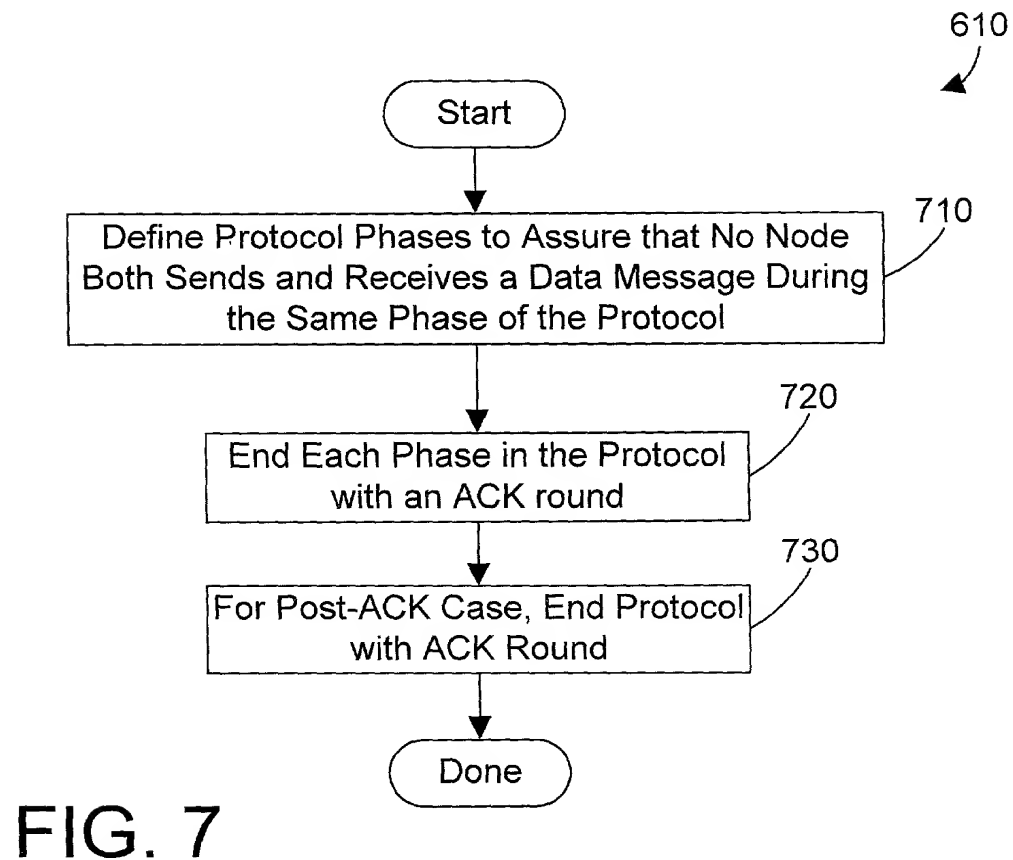 610
Start
710
Define Protocol Phases to Assure that No Node
Both Sends and Receives a Data Message During
the Same Phase of the Protocol
720
End Each Phase in the Protocol
with an ACK round
730
For Post-ACK Case, End Protocol
with ACK Round
Done
FIG. 7